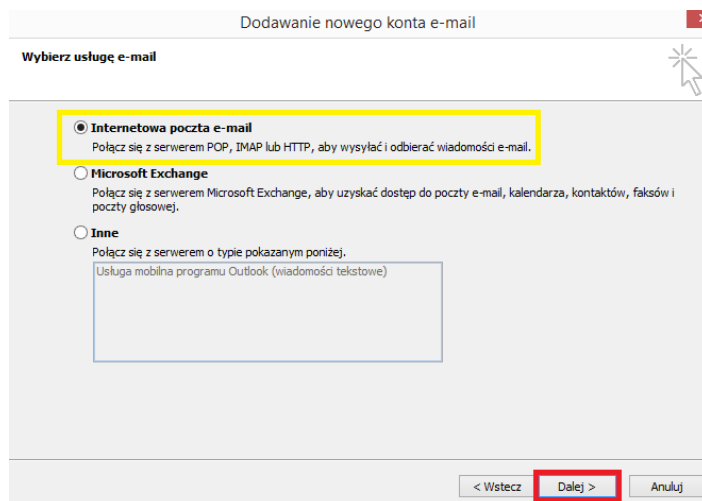 Dodawanie nowego konta e-mail
Wybierz usługę e-mail
Internetowa poczta e-mail
Połącz się z serwerem POP, IMAP lub HTTP, aby wysyłać i odbierać wiadomości e-mail.
Microsoft Exchange
Połącz się z serwerem Microsoft Exchange, aby uzyskać dostęp do poczty e-mail, kalendarza, kontaktów, faksów i
poczty głosowej.
Inne
Połącz się z serwerem o typie pokazanym poniżej.
Usługa mobilna programu Outlook (wiadomości tekstowe)
< Wstecz Dalej > Anuluj